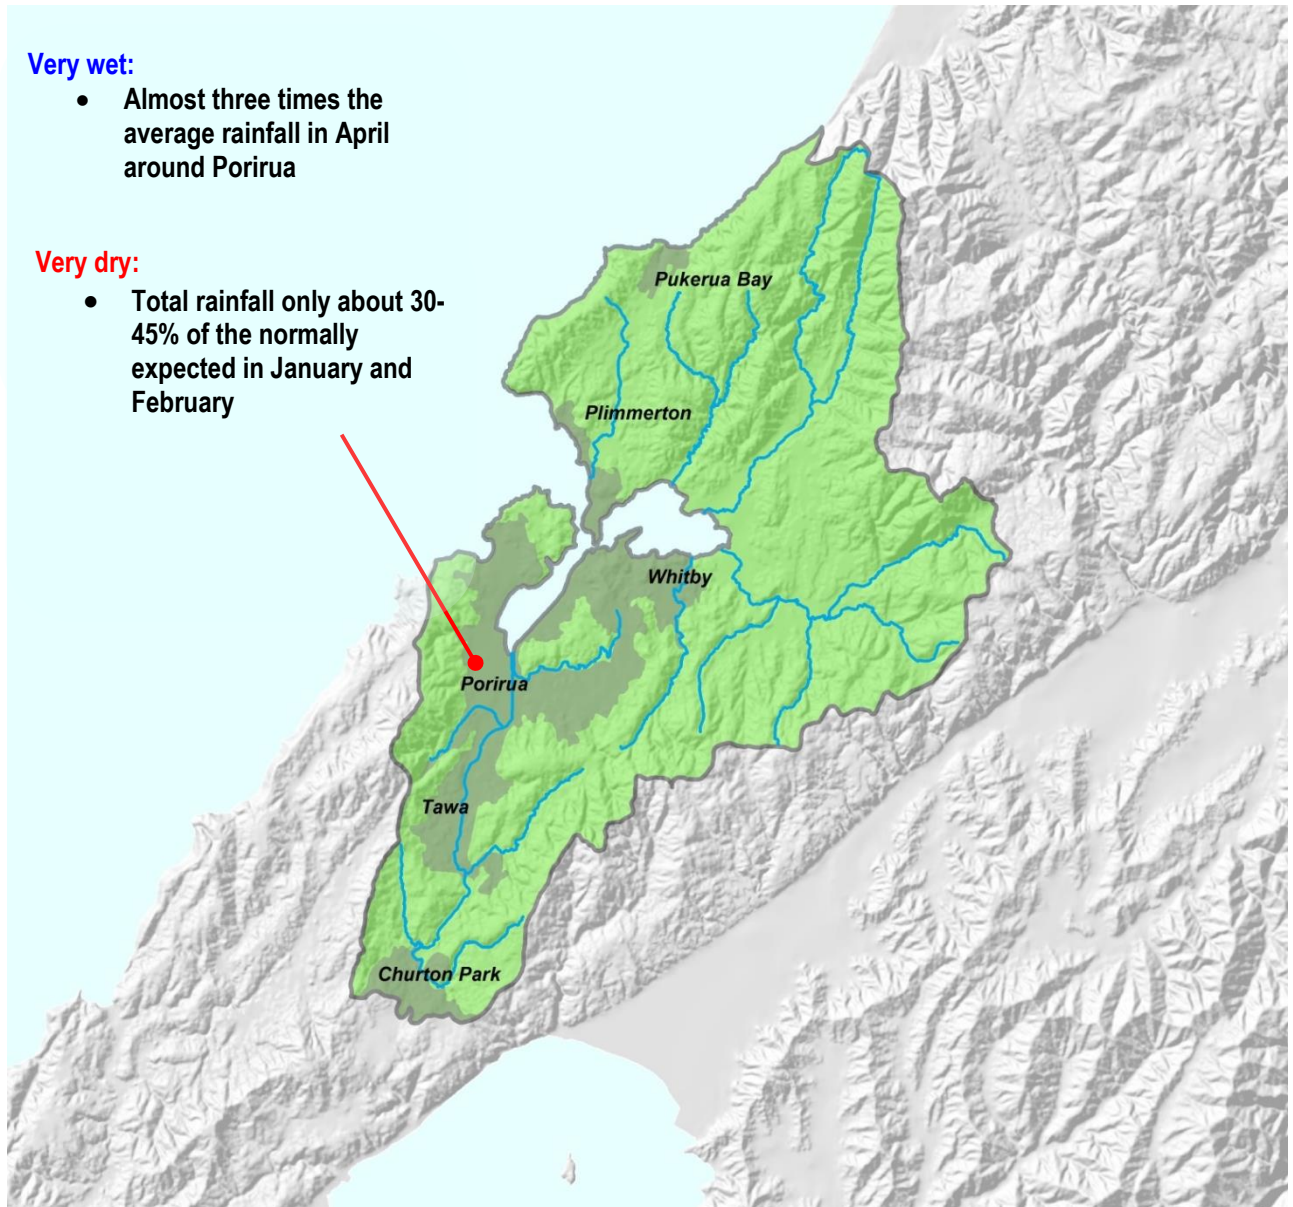 Very wet:
• Almost three times the
average rainfall in April
around Porirua
Very dry:
• Total rainfall only about 30-
45% of the normally
expected in January and
February
Pukerua Bay
Plimmerton
Whitby
Porirua
Tawa
Churton Park